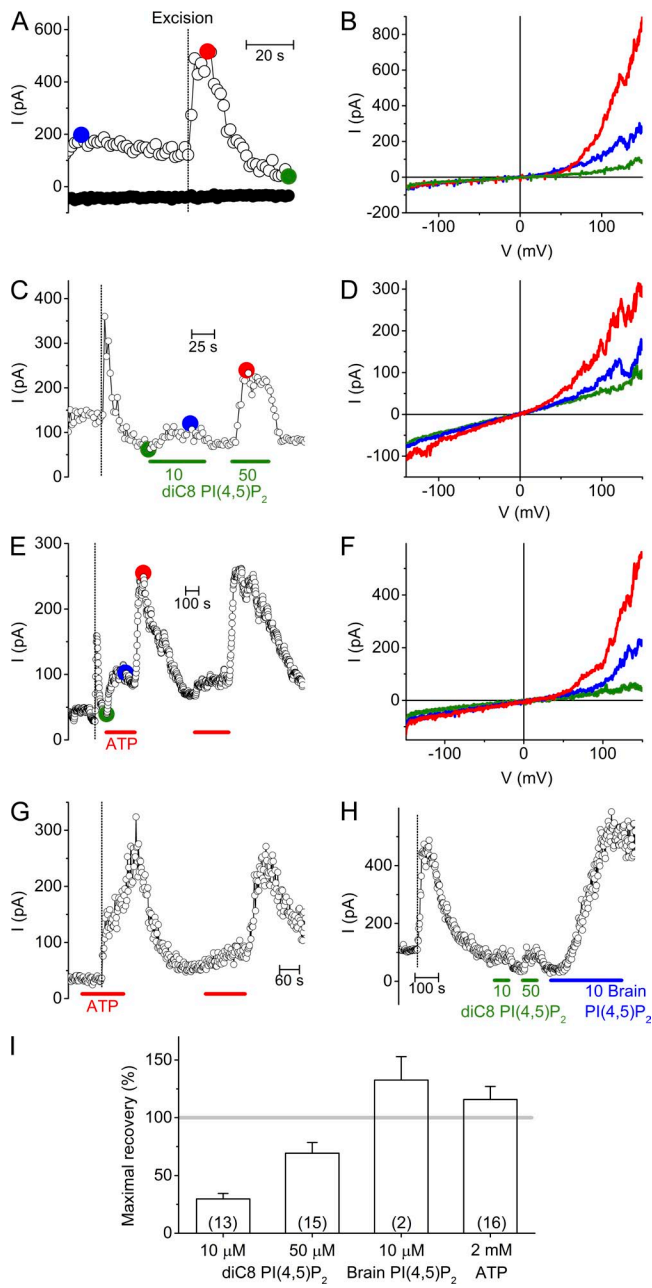 A
Excision
20 s
I (pA)
600
400
200
0
B
I (pA)
800
600
400
200
0
-200
-100
0
100
V (mV)
C
I (pA)
400
300
200
100
0
25 s
10
50
diC8 PI(4,5)P2
D
I (pA)
300
200
100
0
-100
-100
0
100
V (mV)
E
I (pA)
300
200
100
0
100 s
ATP
F
I (pA)
400
200
0
-100
0
100
V (mV)
G
I (pA)
300
200
100
0
60 s
ATP
H
I (pA)
400
200
0
100 s
10
50
10 Brain
diC8 PI(4,5)P2
PI(4,5)P2
I
Maximal recovery (%)
150
100
50
0
(13)
(15)
(2)
(16)
10 µM
50 µM
10 µM
2 mM
diC8 PI(4,5)P2
Brain PI(4,5)P2
ATP